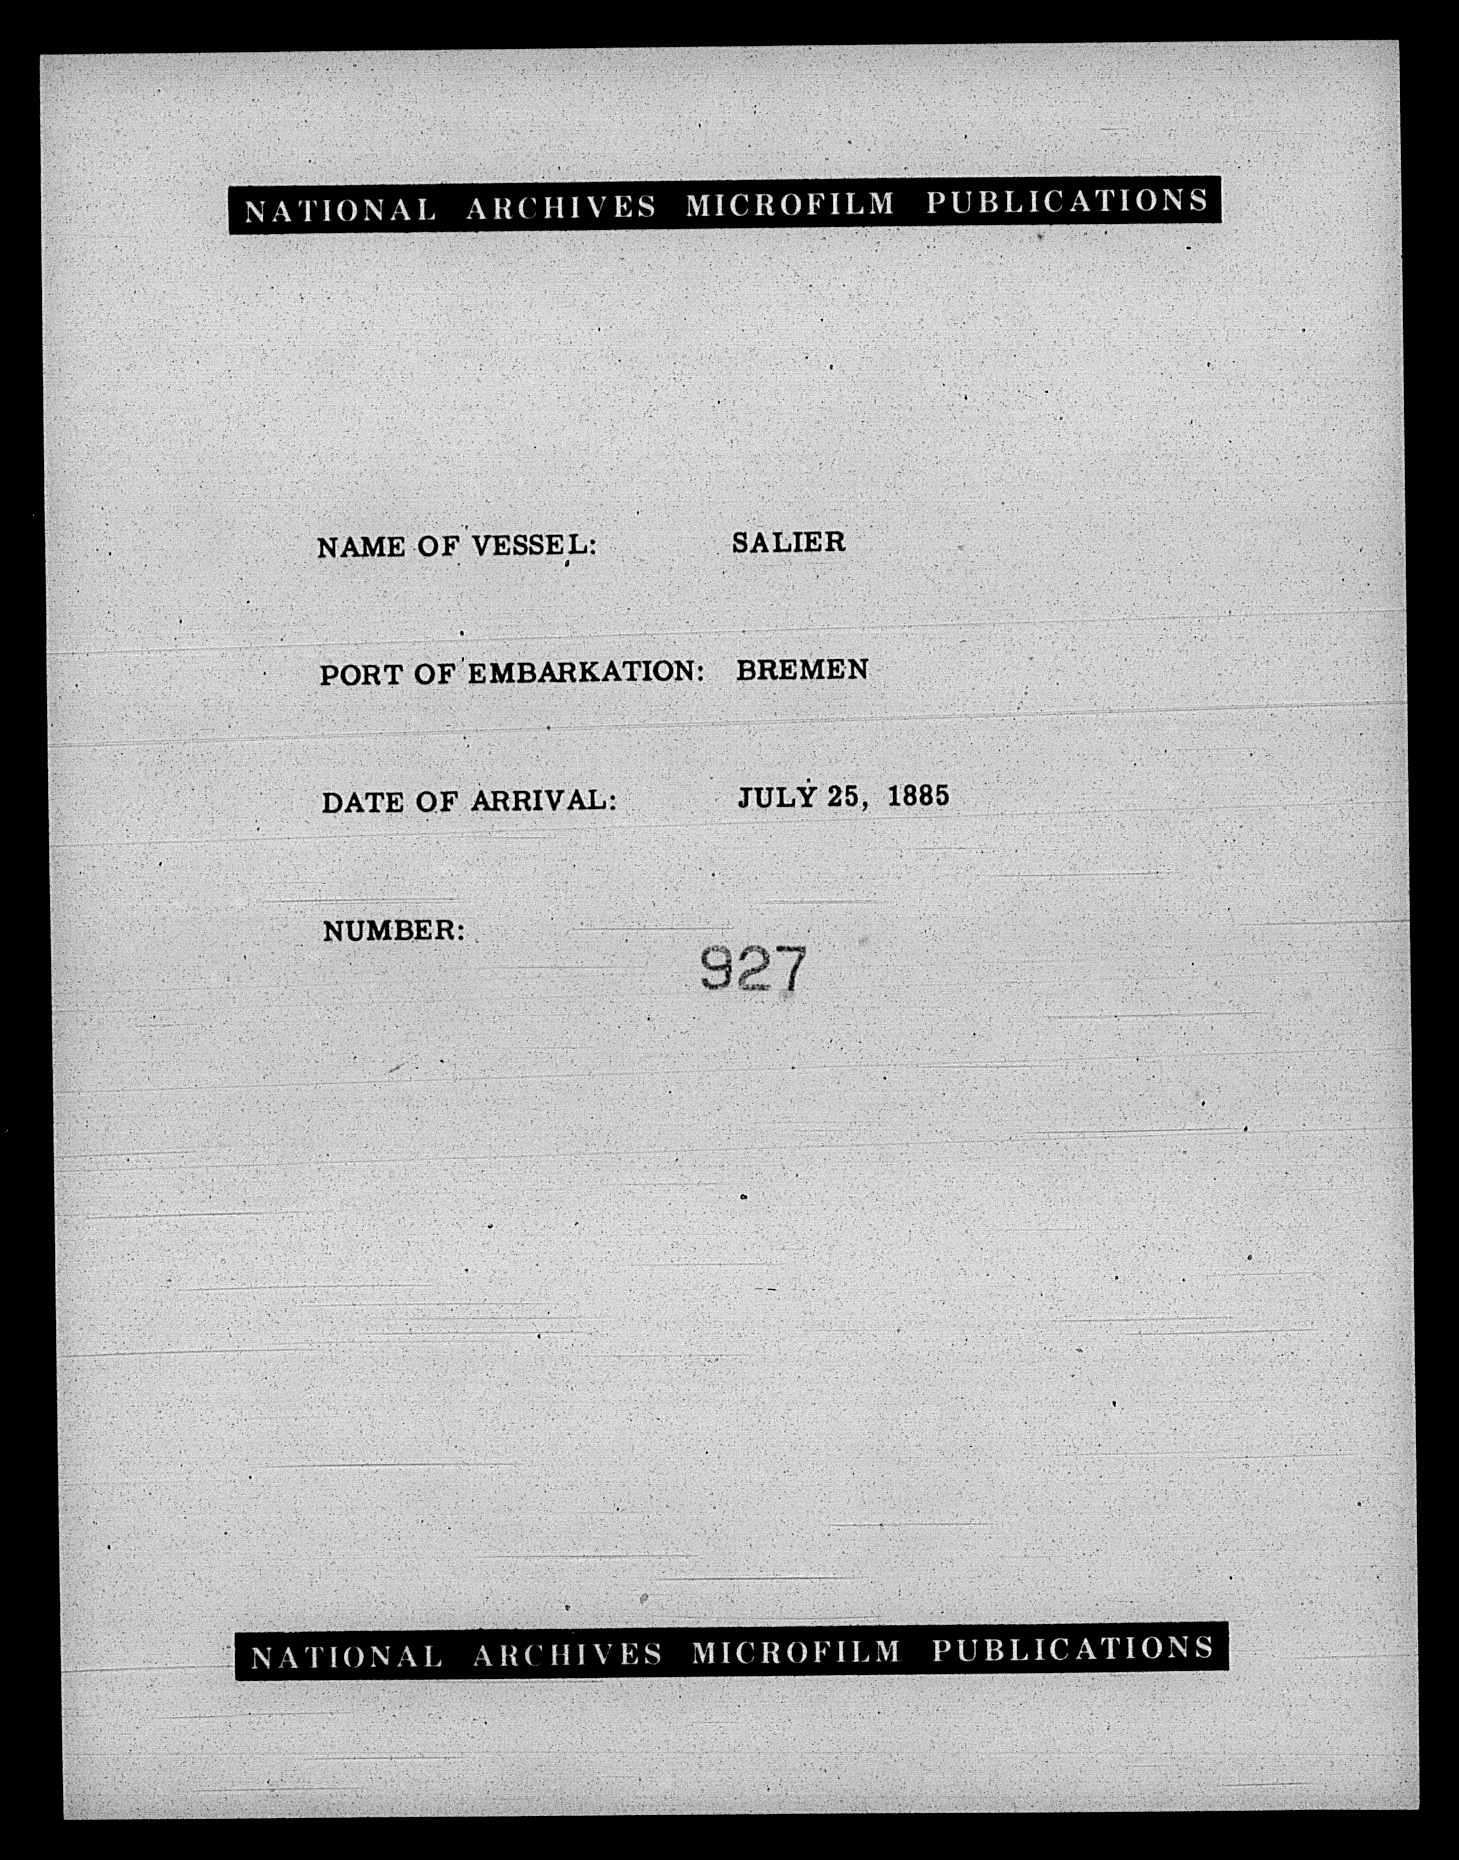 NATIONAL ARCHIVES MICROFILM PUBLICATIONS
NAME OF VESSEL: SALIER
PORT OF EMBARKATION: BREMEN
DATE OF ARRIVAL: JULY 25, 1885
NUMBER: 927
NATIONAL ARCHIVES MICROFILM PUBLICATIONS